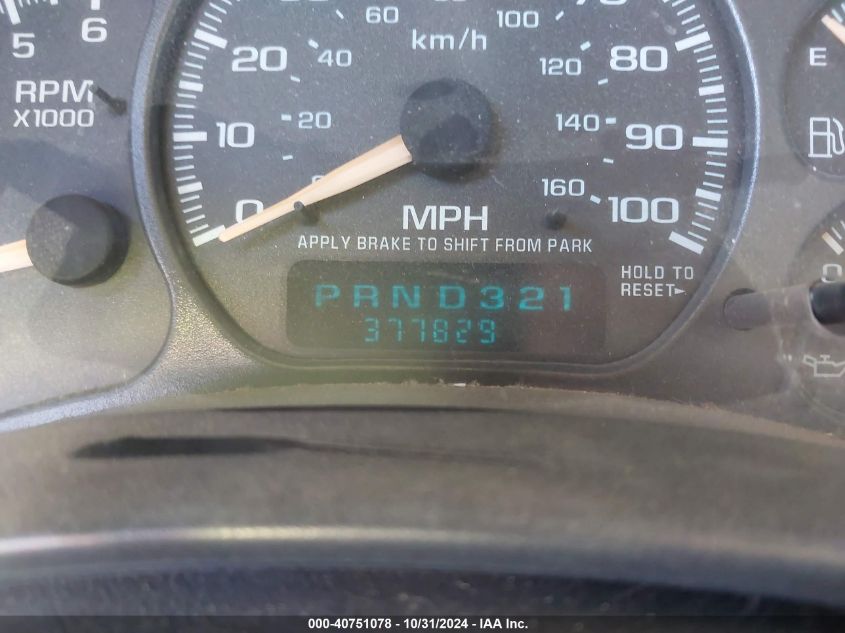 5 6
RPM
X1000
60 100
km/h
20 40 120 80
10 20 140 90
0 160 100
MPH
APPLY BRAKE TO SHIFT FROM PARK
HOLD TO
RESET
PRND321
377829
E
000-40751078 - 10/31/2024 - IAA Inc.